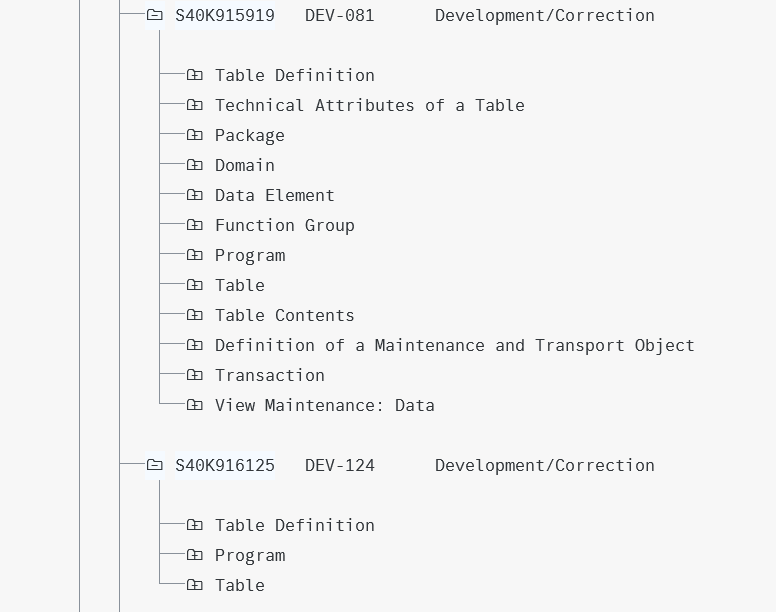 S40K915919 DEV-081 Development/Correction
Table Definition
Technical Attributes of a Table
Package
Domain
Data Element
Function Group
Program
Table
Table Contents
Definition of a Maintenance and Transport Object
Transaction
View Maintenance: Data
S40K916125 DEV-124 Development/Correction
Table Definition
Program
Table